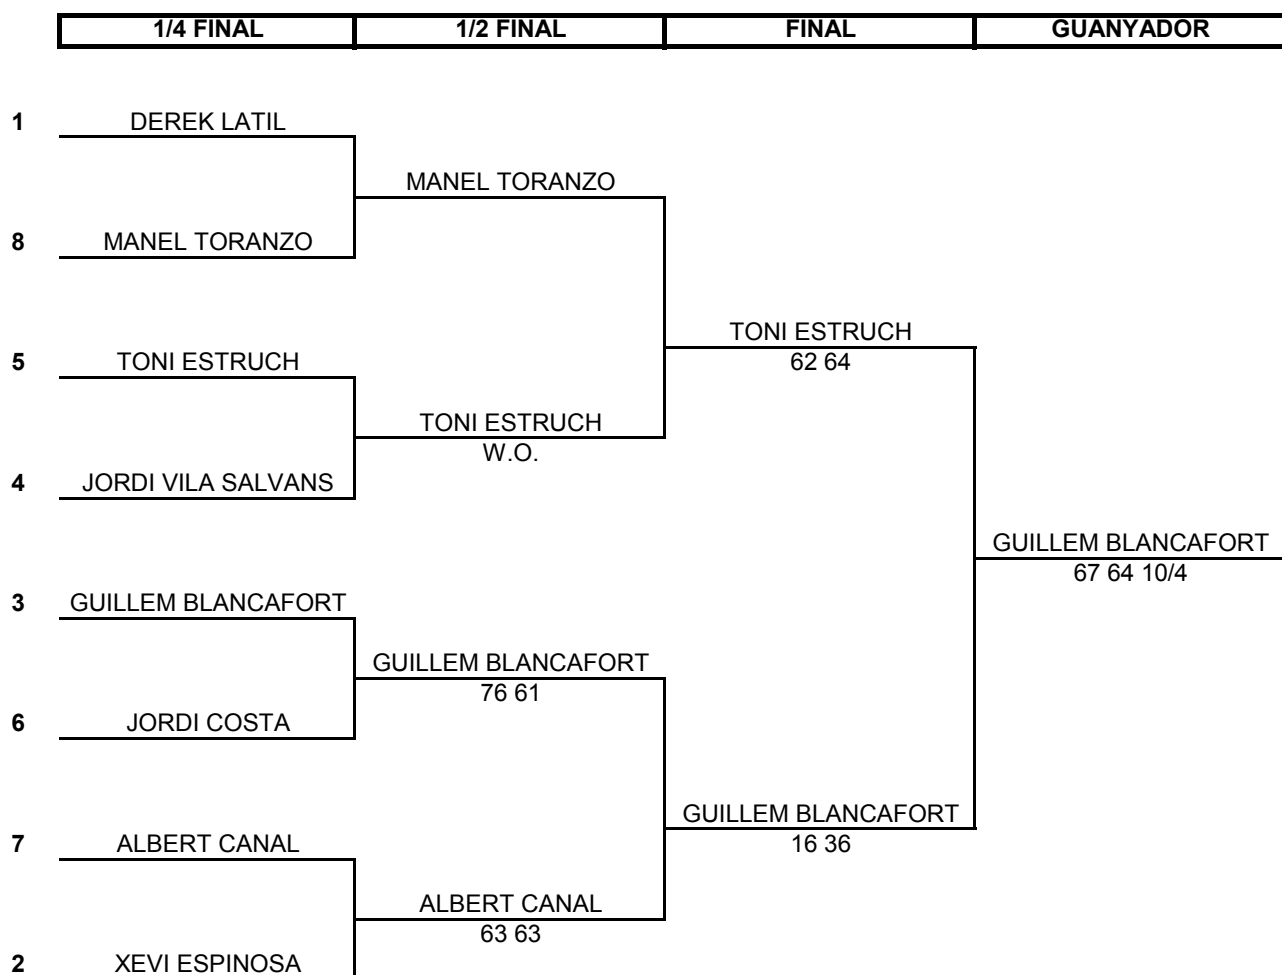 1/4 FINAL 1/2 FINAL FINAL GUANYADOR
1 DEREK LATIL
MANEL TORANZO
8 MANEL TORANZO
TONI ESTRUCH
62 64
5 TONI ESTRUCH
TONI ESTRUCH
W.O.
4 JORDI VILA SALVANS
GUILLEM BLANCAFORT
67 64 10/4
3 GUILLEM BLANCAFORT
GUILLEM BLANCAFORT
76 61
6 JORDI COSTA
GUILLEM BLANCAFORT
16 36
7 ALBERT CANAL
ALBERT CANAL
63 63
2 XEVI ESPINOSA